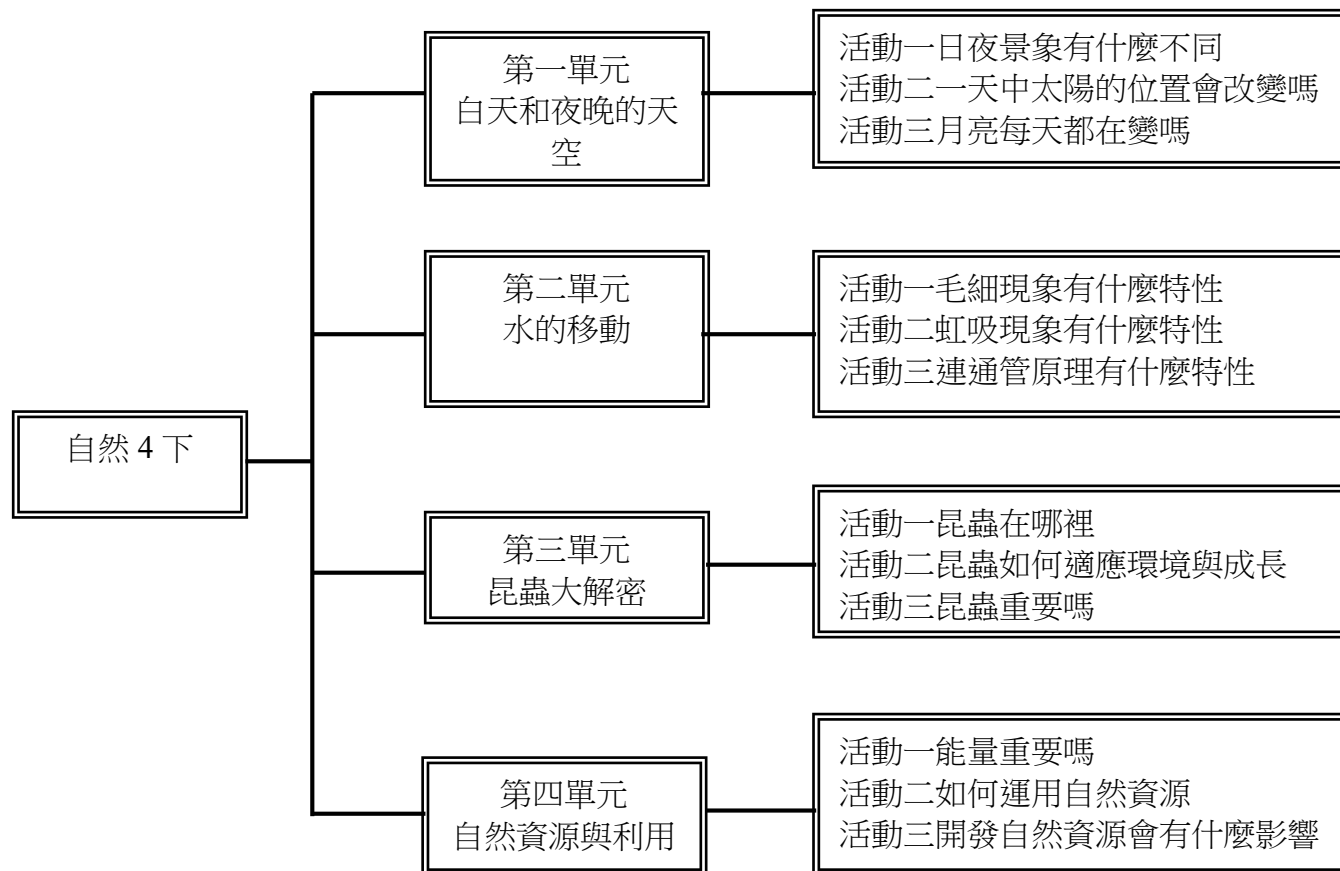 自然 4 下
第一單元
白天和夜晚的天
空
活動一日夜景象有什麼不同
活動二一天中太陽的位置會改變嗎
活動三月亮每天都在變嗎
第二單元
水的移動
活動一毛細現象有什麼特性
活動二虹吸現象有什麼特性
活動三連通管原理有什麼特性
第三單元
昆蟲大解密
活動一昆蟲在哪裡
活動二昆蟲如何適應環境與成長
活動三昆蟲重要嗎
第四單元
自然資源與利用
活動一能量重要嗎
活動二如何運用自然資源
活動三開發自然資源會有什麼影響